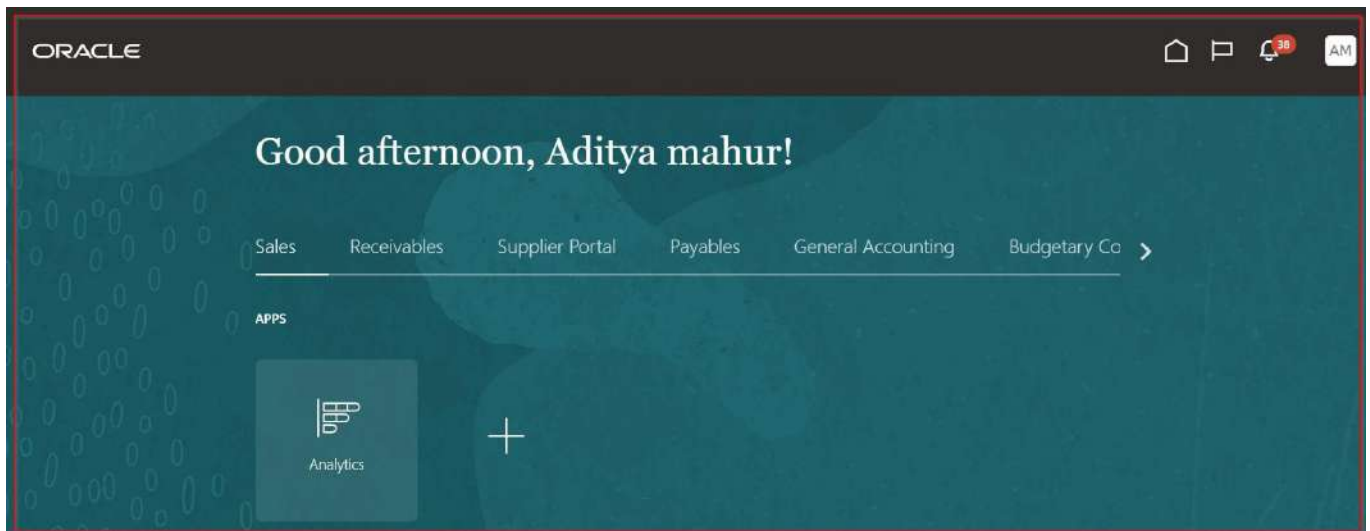 ORACLE
38
AM
Good afternoon, Aditya mahur!
Sales Receivables Supplier Portal Payables General Accounting Budgetary Co
APPS
Analytics